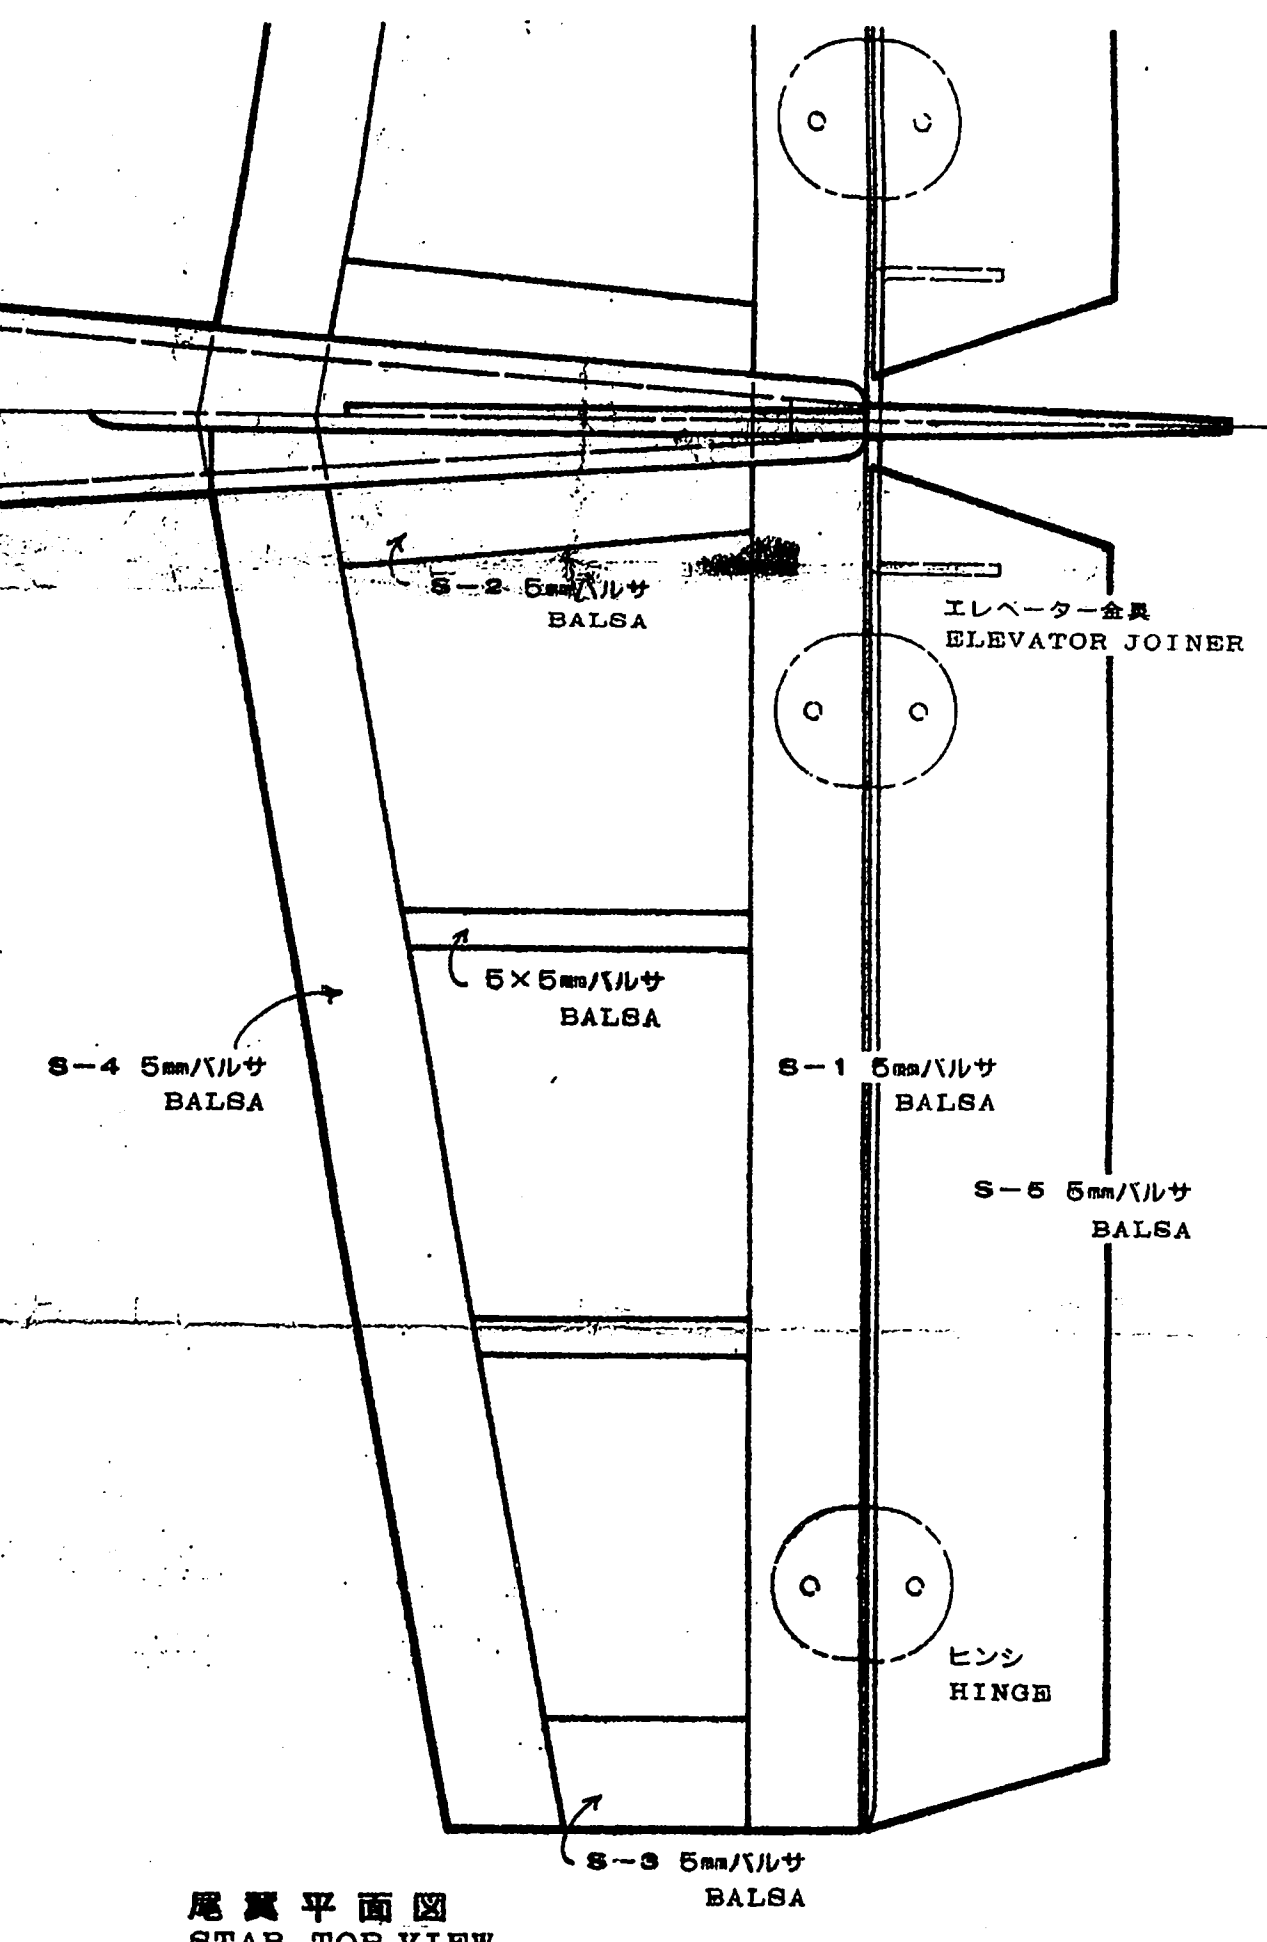 S-2 5mmバルサ
BALSA
エレベーター金具
ELEVATOR JOINER
5×5mmバルサ
BALSA
S-4 5mmバルサ
BALSA
S-1 5mmバルサ
BALSA
S-5 5mmバルサ
BALSA
ヒンジ
HINGE
S-3 5mmバルサ
BALSA
尾翼平面図
STAB TOP VIEW